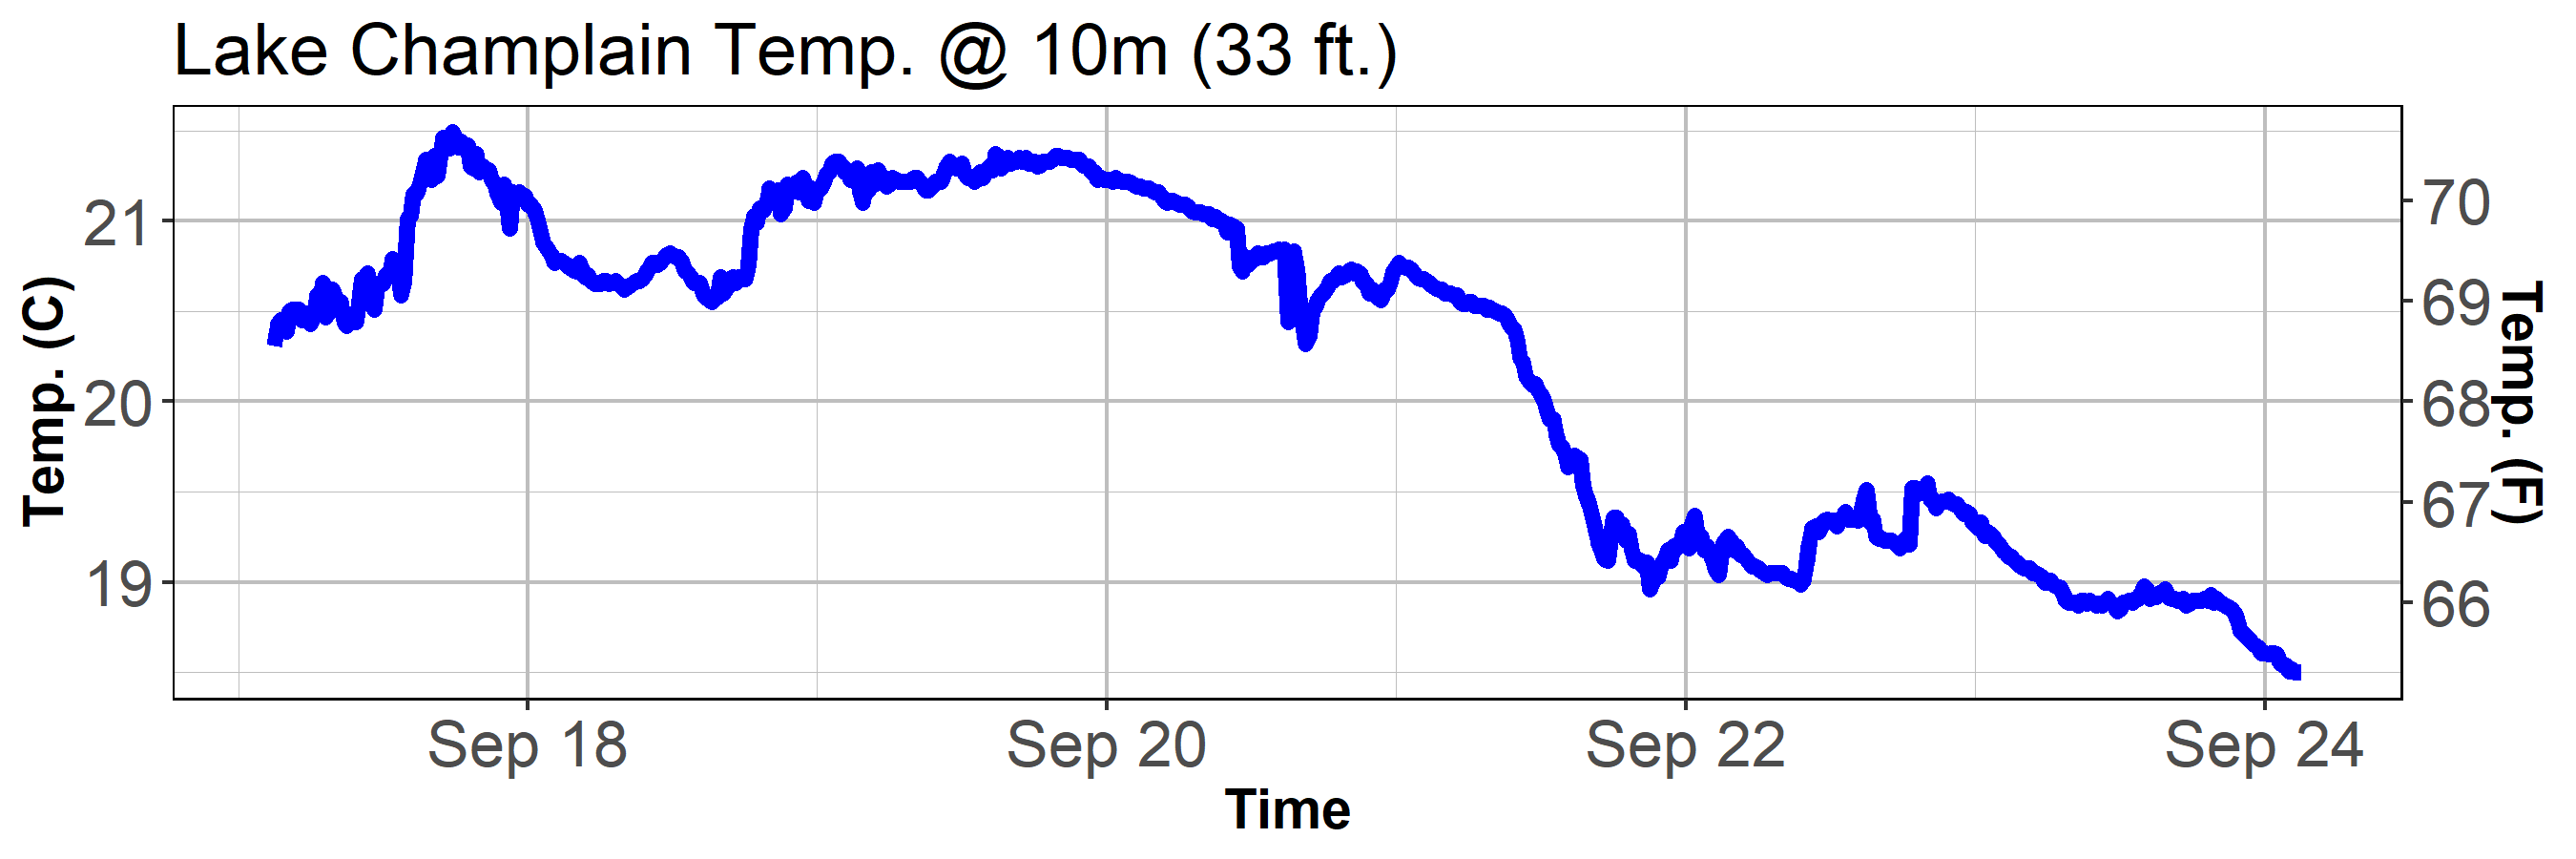 Lake Champlain Temp. @ 10m (33 ft.)
Temp. (C)
21
20
19
70
69
68
67
66
Temp. (F)
Sep 18
Sep 20
Sep 22
Sep 24
Time